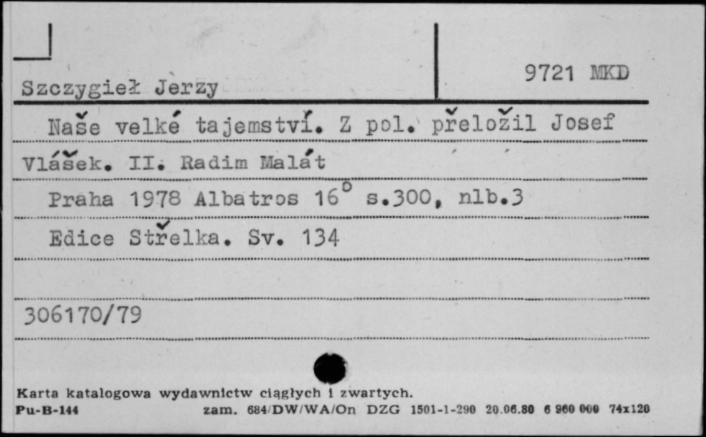 9721 MKD
Szczygieł Jerzy
Naše velké tajemství. Z pol. přeložil Josef
Vlášek. Il. Radim Malát
Praha 1978 Albatros 16° s.300, nlb.3
Edice Střelka. Sv. 134
306170/79
Karta katalogowa wydawnictw ciągłych i zwartych.
Pu-B-144 zam. 684/DW/WA/On DZG 1501-1-290 20.06.80 6 960 000 74x120